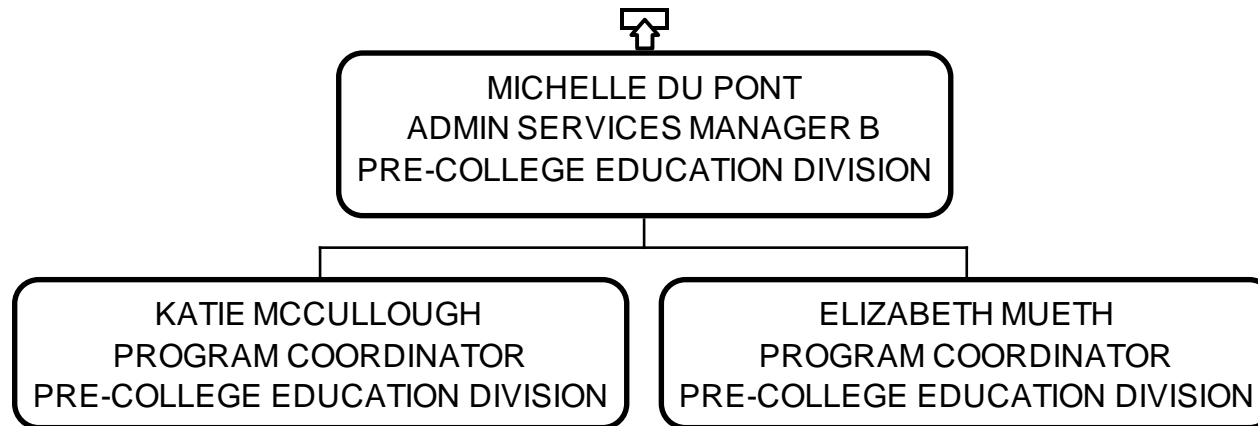 MICHELLE DU PONT
ADMIN SERVICES MANAGER B
PRE-COLLEGE EDUCATION DIVISION
KATIE MCCULLOUGH
PROGRAM COORDINATOR
PRE-COLLEGE EDUCATION DIVISION
ELIZABETH MUETH
PROGRAM COORDINATOR
PRE-COLLEGE EDUCATION DIVISION